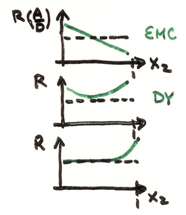 R(A/D)
EMC
1 X₂
R
DY
1 X₂
R
1 X₂